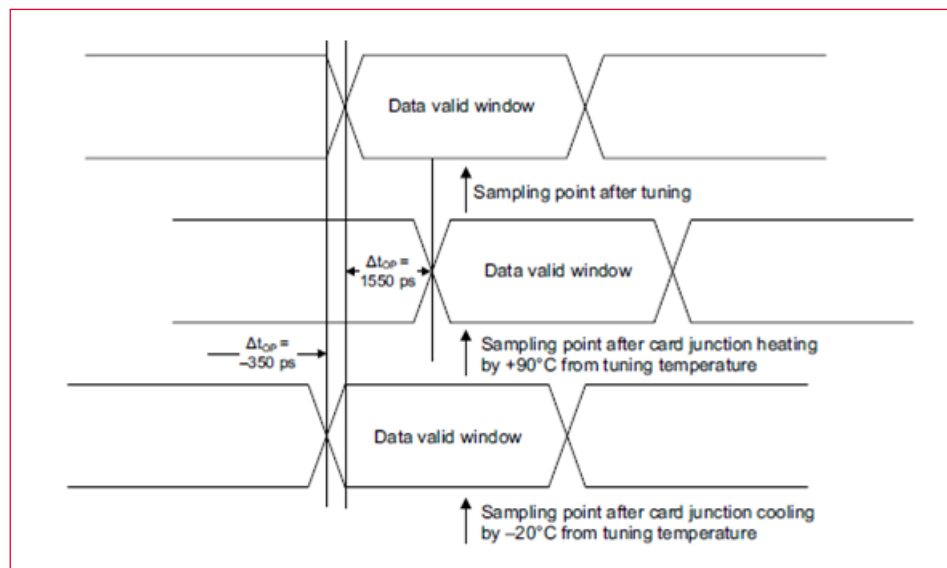 Data valid window
Sampling point after tuning
ΔtOP =
1550 ps
Data valid window
ΔtOP =
–350 ps
Sampling point after card junction heating
by +90°C from tuning temperature
Data valid window
Sampling point after card junction cooling
by –20°C from tuning temperature